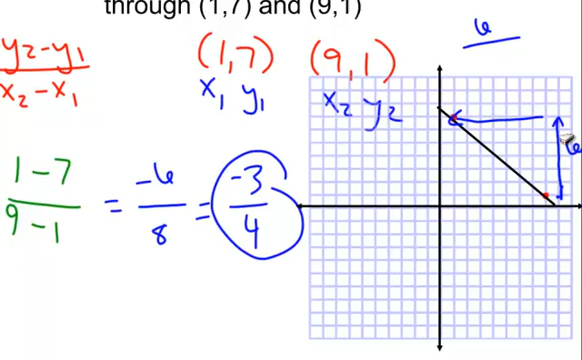 through (1,7) and (9,1)
6
y2-y1 / x2-x1
(1,7) (9,1)
x1 y1 x2 y2
6
1-7 / 9-1 = -6 / 8 = -3 / 4